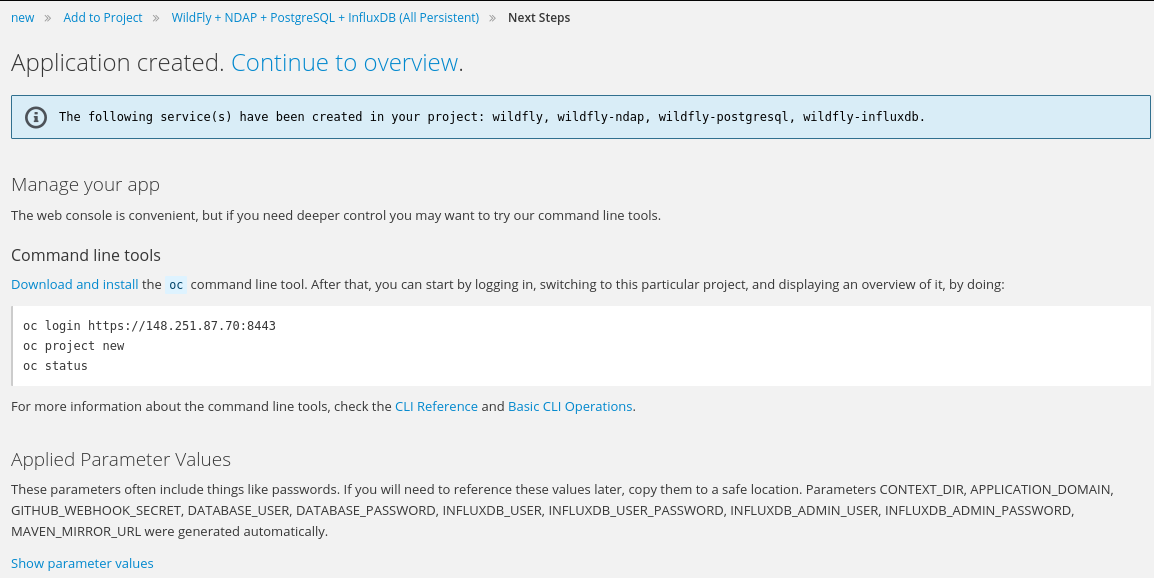 new » Add to Project » WildFly + NDAP + PostgreSQL + InfluxDB (All Persistent) » Next Steps
Application created. Continue to overview.
The following service(s) have been created in your project: wildfly, wildfly-ndap, wildfly-postgresql, wildfly-influxdb.
Manage your app
The web console is convenient, but if you need deeper control you may want to try our command line tools.
Command line tools
Download and install the oc command line tool. After that, you can start by logging in, switching to this particular project, and displaying an overview of it, by doing:
oc login https://148.251.87.70:8443
oc project new
oc status
For more information about the command line tools, check the CLI Reference and Basic CLI Operations.
Applied Parameter Values
These parameters often include things like passwords. If you will need to reference these values later, copy them to a safe location. Parameters CONTEXT_DIR, APPLICATION_DOMAIN,
GITHUB_WEBHOOK_SECRET, DATABASE_USER, DATABASE_PASSWORD, INFLUXDB_USER, INFLUXDB_USER_PASSWORD, INFLUXDB_ADMIN_USER, INFLUXDB_ADMIN_PASSWORD,
MAVEN_MIRROR_URL were generated automatically.
Show parameter values